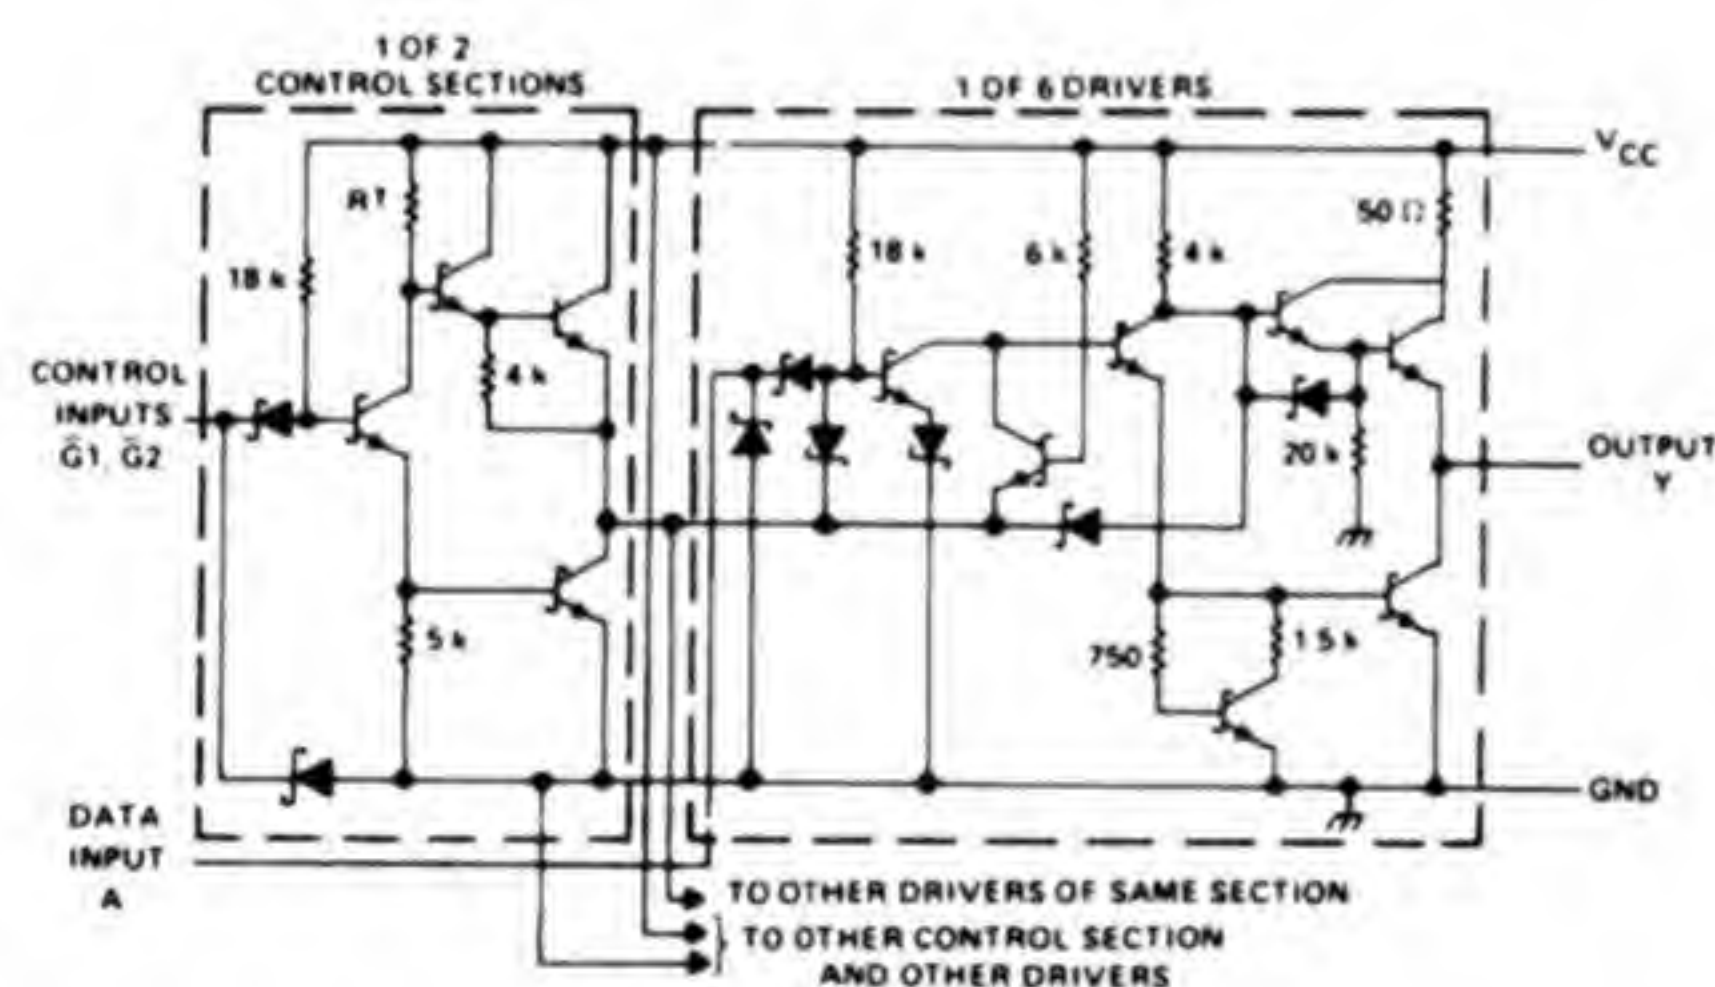 1 OF 2
CONTROL SECTIONS
1 OF 6 DRIVERS
VCC
R†
50 Ω
18 k
18 k
6 k
4 k
4 k
CONTROL
INPUTS
G̅1, G̅2
20 k
OUTPUT
Y
5 k
750
1 5 k
GND
DATA
INPUT
A
TO OTHER DRIVERS OF SAME SECTION
TO OTHER CONTROL SECTION
AND OTHER DRIVERS